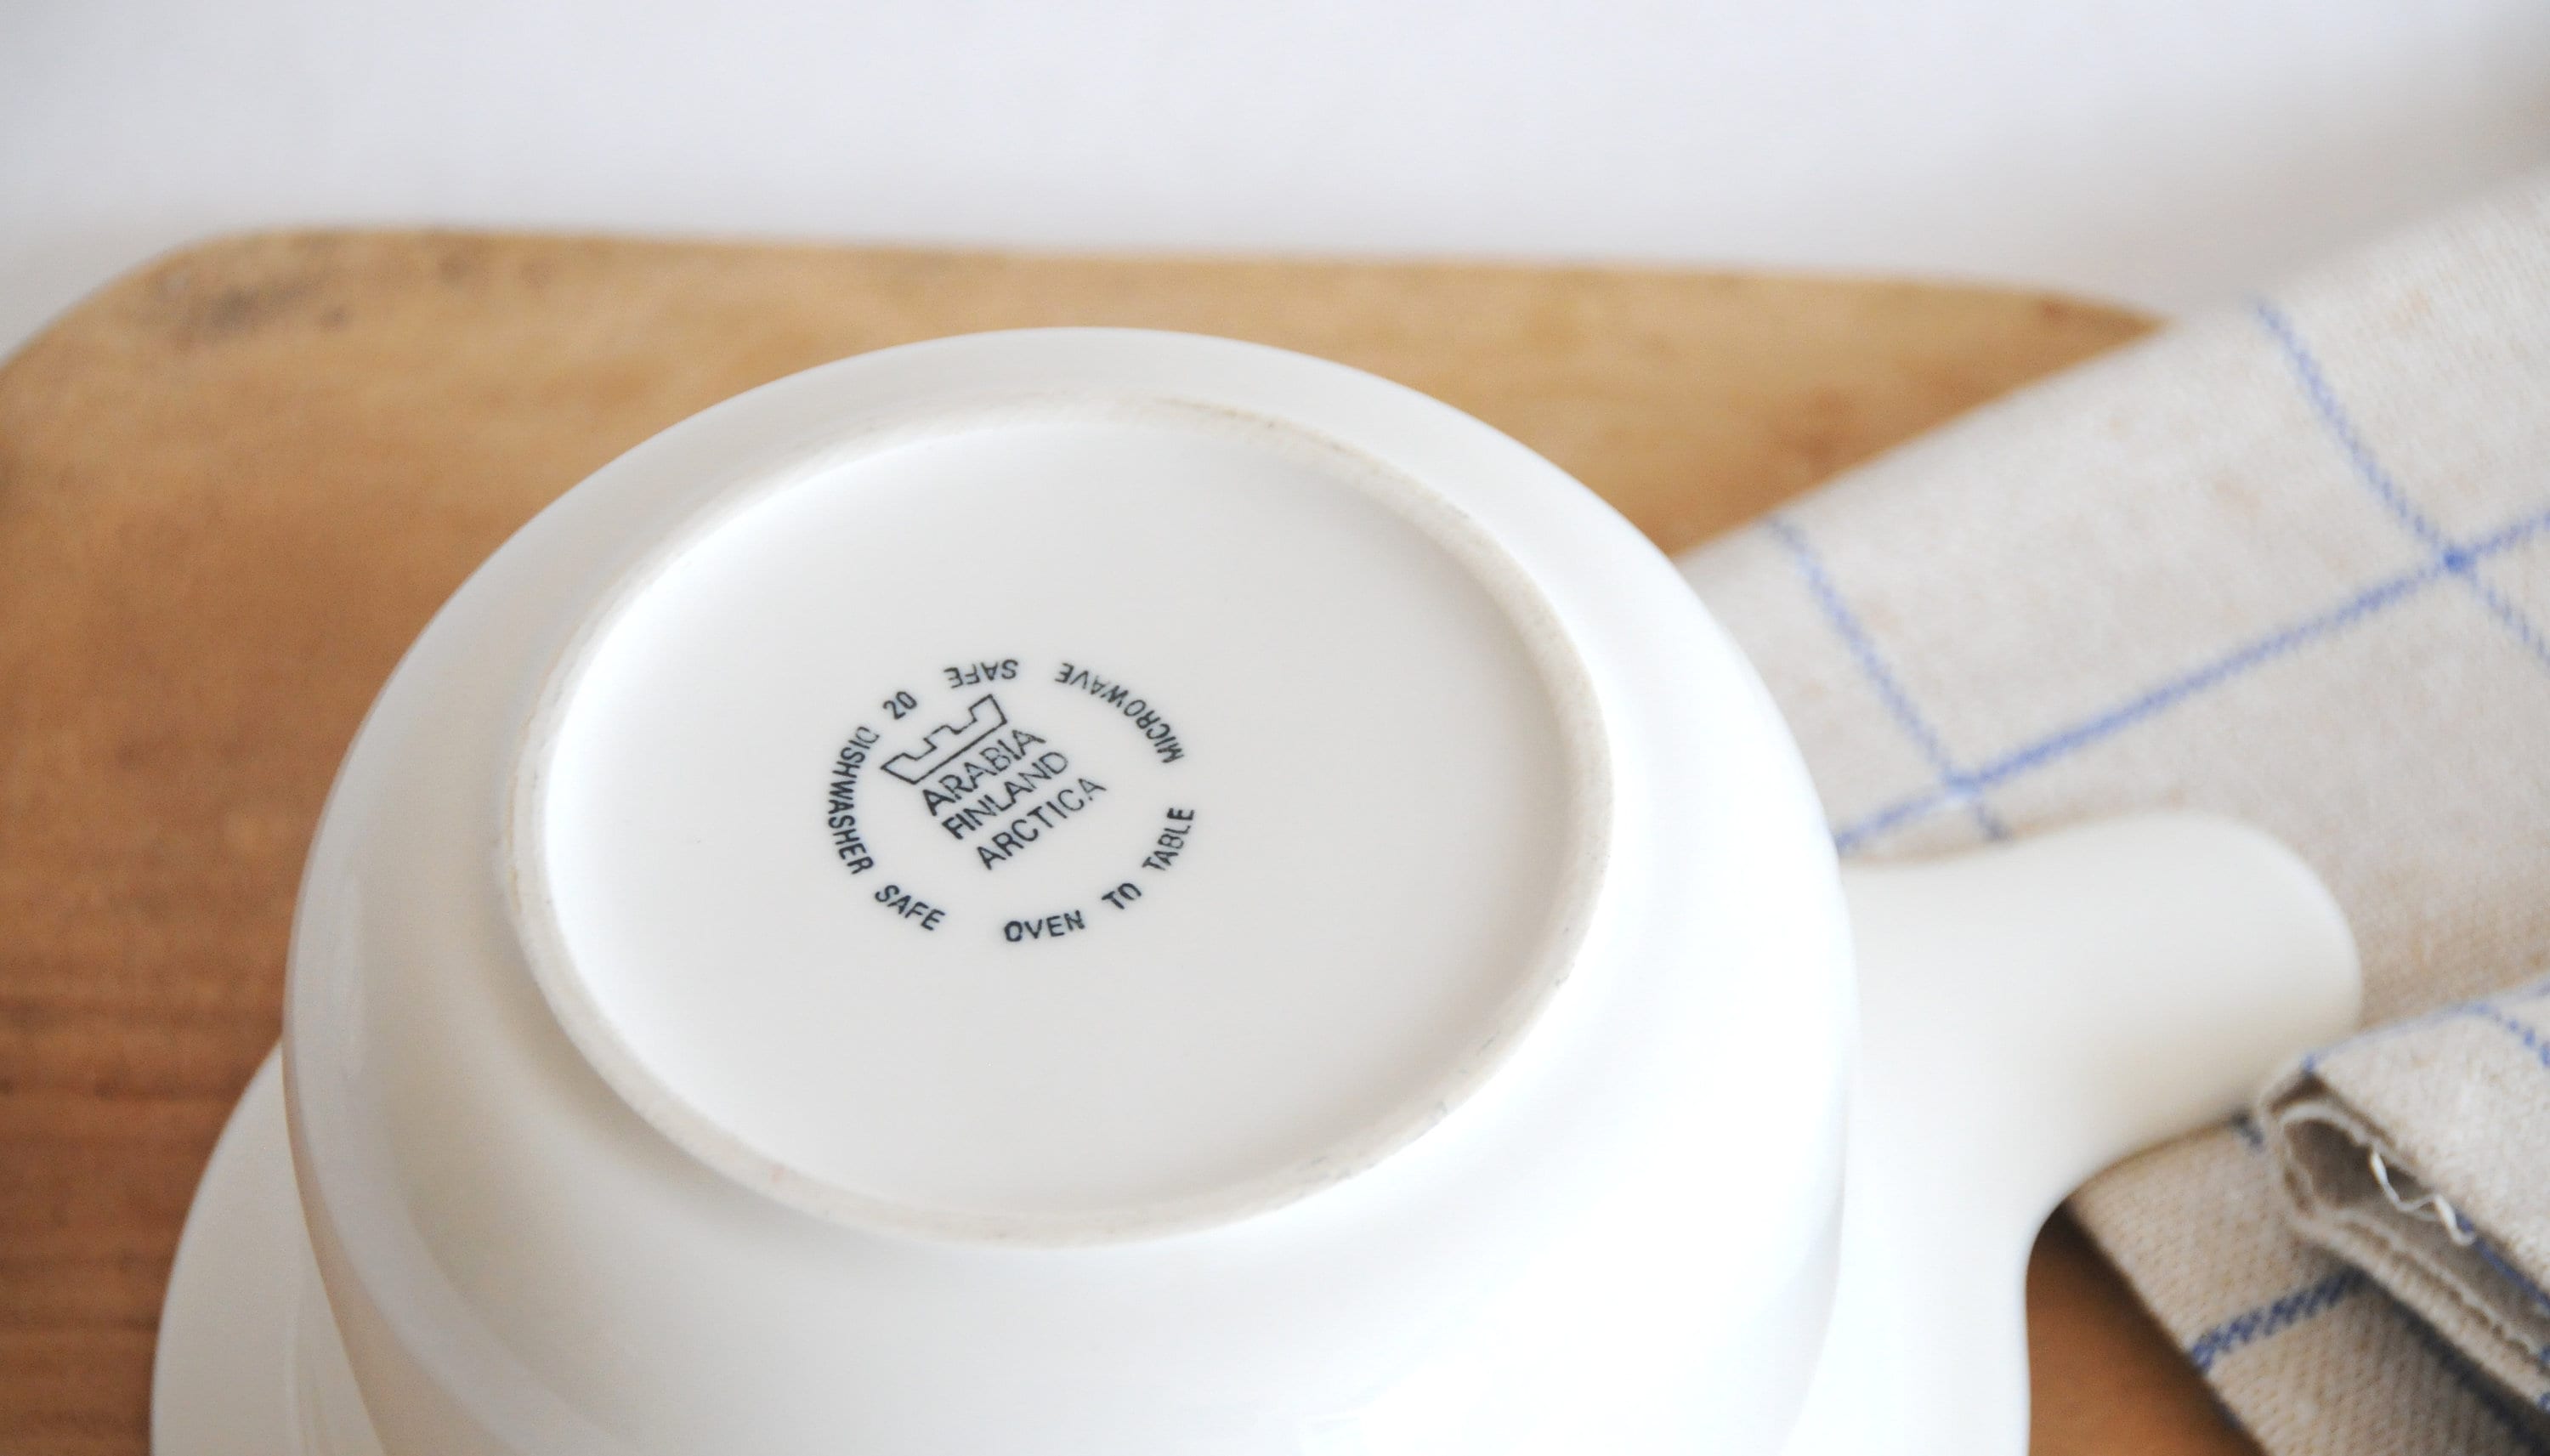 ARABIA
FINLAND
ARCTICA
DISHWASHER SAFE
OVEN TO TABLE
MICROWAVE SAFE
20